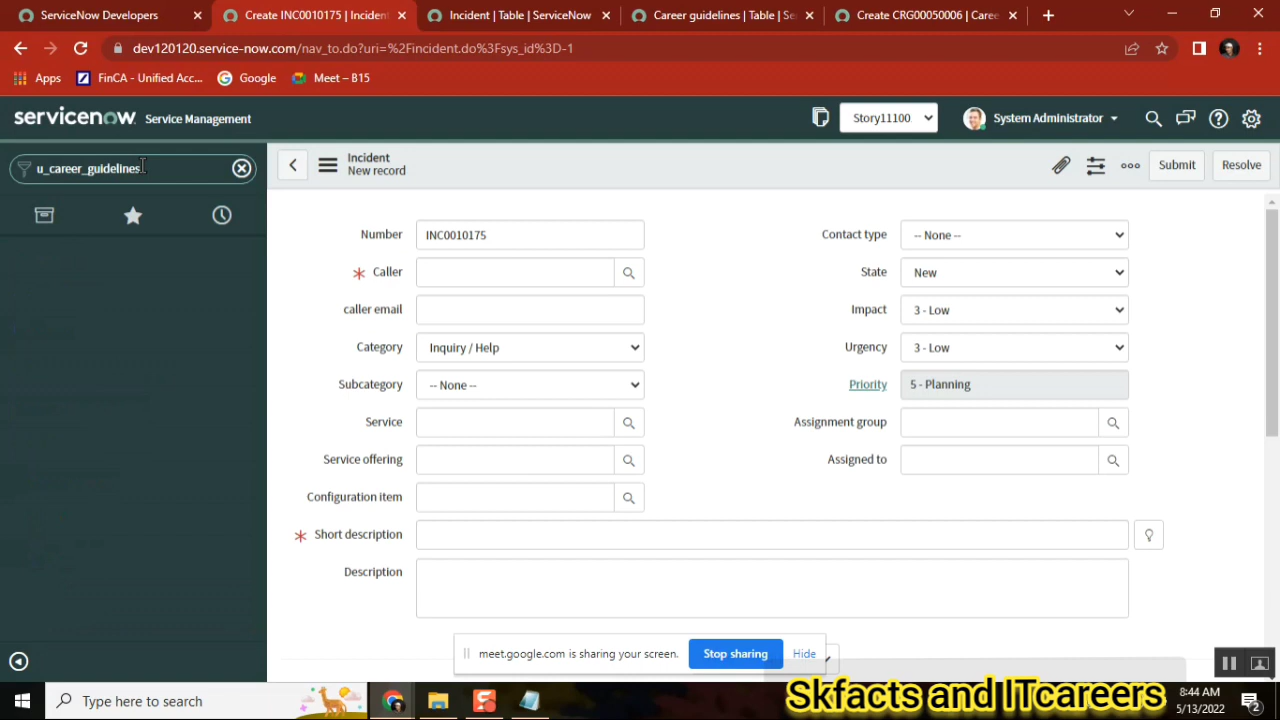 ServiceNow Developers
Create INC0010175 | Incident
Incident | Table | ServiceNow
Career guidelines | Table | Se
Create CRG00050006 | Caree
dev120120.service-now.com/nav_to.do?uri=%2Fincident.do%3Fsys_id%3D-1
Apps
FinCA - Unified Acc...
Google
Meet – B15
servicenow. Service Management
Story11100
System Administrator
u_career_guidelines
Incident
New record
Submit
Resolve
Number INC0010175
Contact type -- None --
Caller
State New
caller email
Impact 3 - Low
Category Inquiry / Help
Urgency 3 - Low
Subcategory -- None --
Priority 5 - Planning
Service
Assignment group
Service offering
Assigned to
Configuration item
Short description
Description
meet.google.com is sharing your screen.
Stop sharing
Hide
Skfacts and ITcareers
Type here to search
8:44 AM
5/13/2022
2